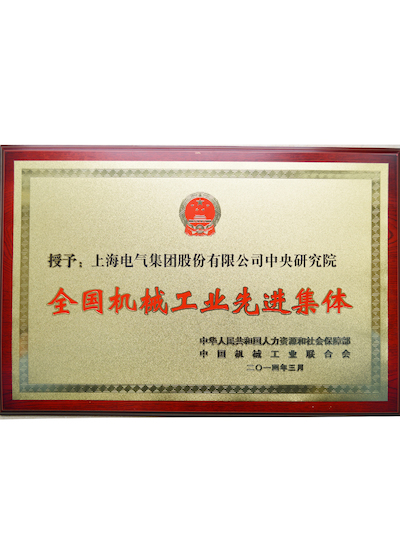 授予：上海电气集团股份有限公司中央研究院
全国机械工业先进集体
中华人民共和国人力资源和社会保障部
中国机械工业联合会
二〇一四年三月